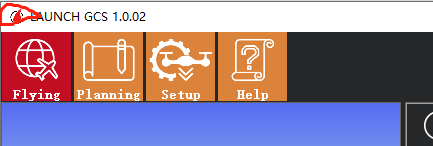 LAUNCH GCS 1.0.02
Flying Planning Setup Help